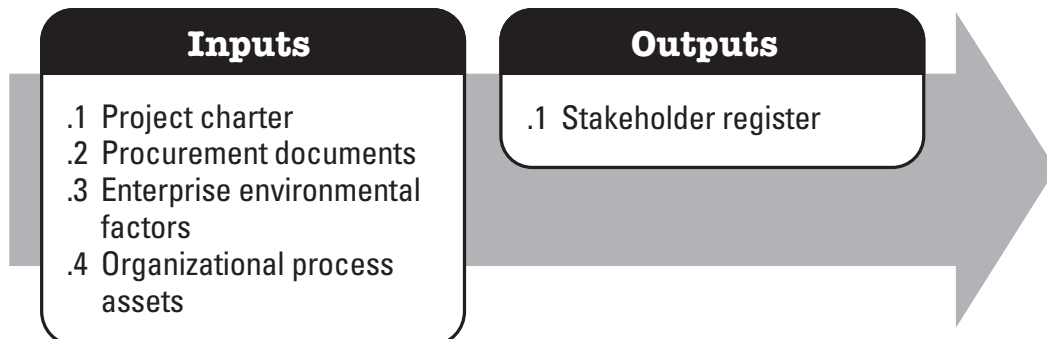 Inputs
.1 Project charter
.2 Procurement documents
.3 Enterprise environmental
factors
.4 Organizational process
assets
Outputs
.1 Stakeholder register